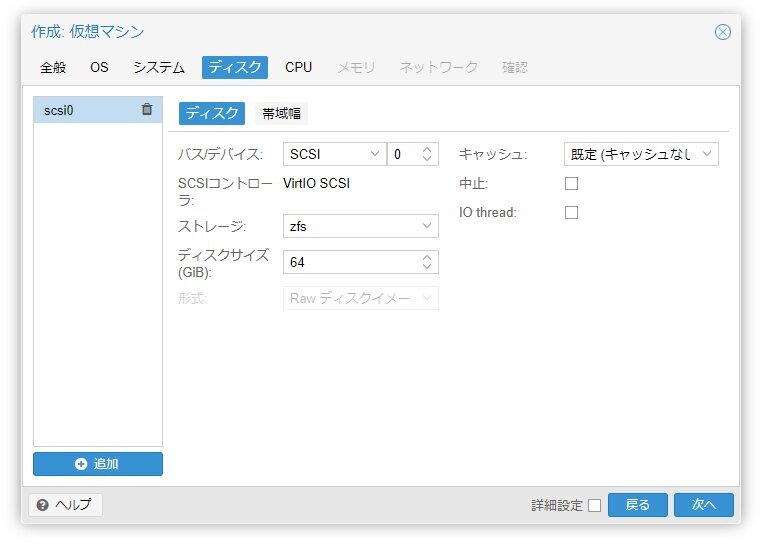 作成: 仮想マシン
全般 OS システム ディスク CPU メモリ ネットワーク 確認
scsi0
ディスク 帯域幅
バス/デバイス: SCSI 0 キャッシュ: 既定 (キャッシュなし
SCSIコントロー
ラ: VirtIO SCSI 中止:
IO thread:
ストレージ: zfs
ディスクサイズ
(GiB): 64
形式: Raw ディスクイメー
追加
ヘルプ 詳細設定 戻る 次へ